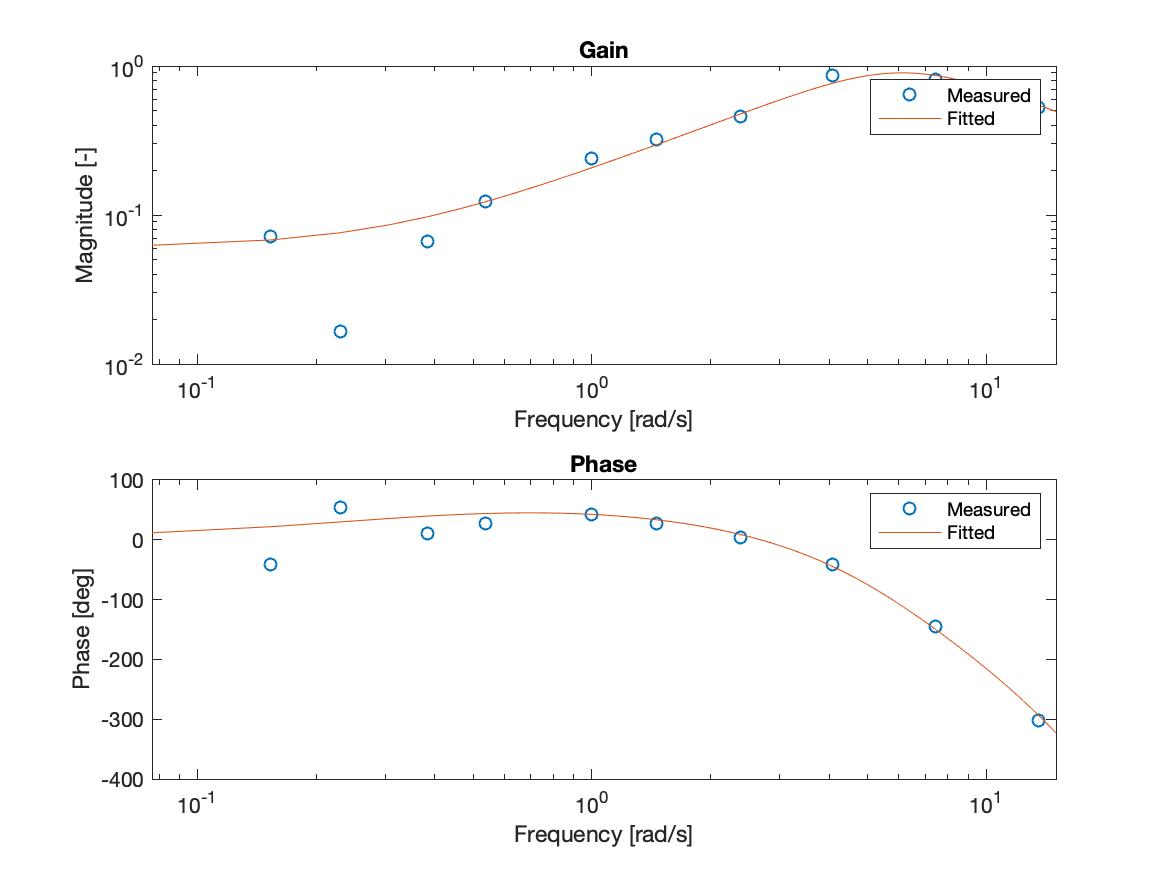 Gain
10^0
10^-1
10^-2
Magnitude [-]
Measured
Fitted
10^-1 10^0 10^1
Frequency [rad/s]
Phase
100
0
-100
-200
-300
-400
Phase [deg]
Measured
Fitted
10^-1 10^0 10^1
Frequency [rad/s]